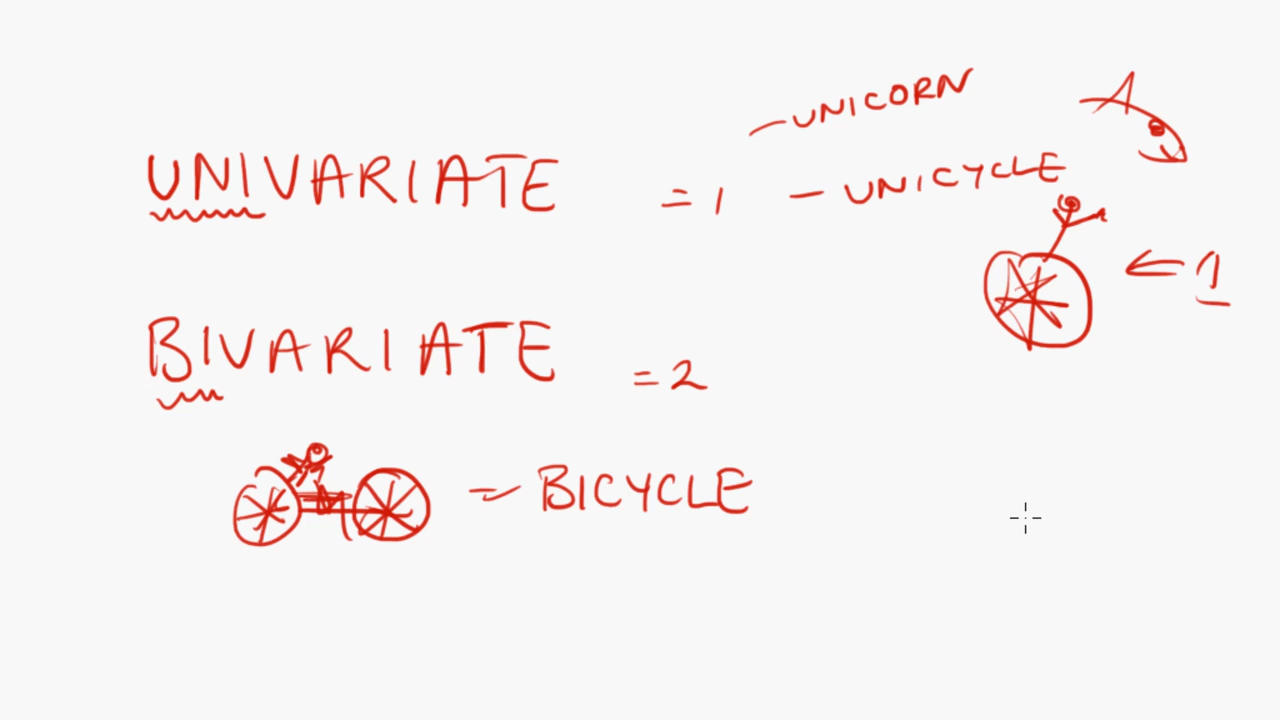 - UNICORN
UNIVARIATE = 1 - UNICYCLE
← 1
BIVARIATE = 2
- BICYCLE